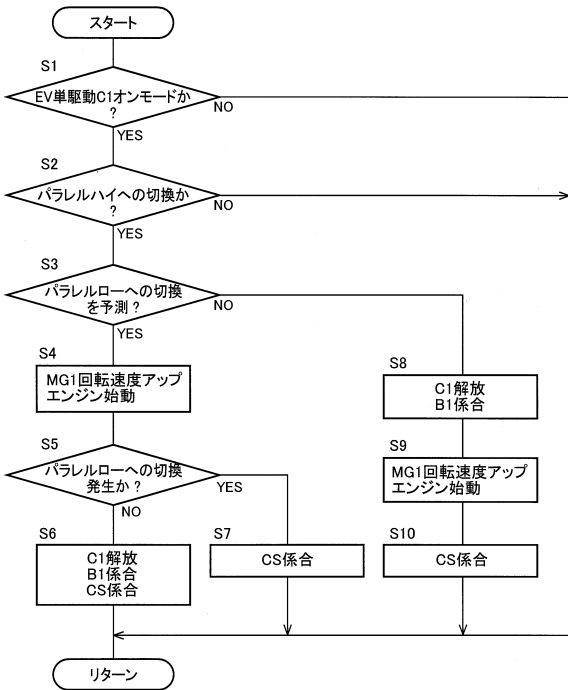 スタート
S1
EV単駆動C1オンモードか
?
NO
YES
S2
パラレルハイへの切換か
?
NO
YES
S3
パラレルローへの切換
を予測?
NO
YES
S4
MG1回転速度アップ
エンジン始動
S8
C1解放
B1係合
S5
パラレルローへの切換
発生か?
YES
NO
S9
MG1回転速度アップ
エンジン始動
S6
C1解放
B1係合
CS係合
S7
CS係合
S10
CS係合
リターン